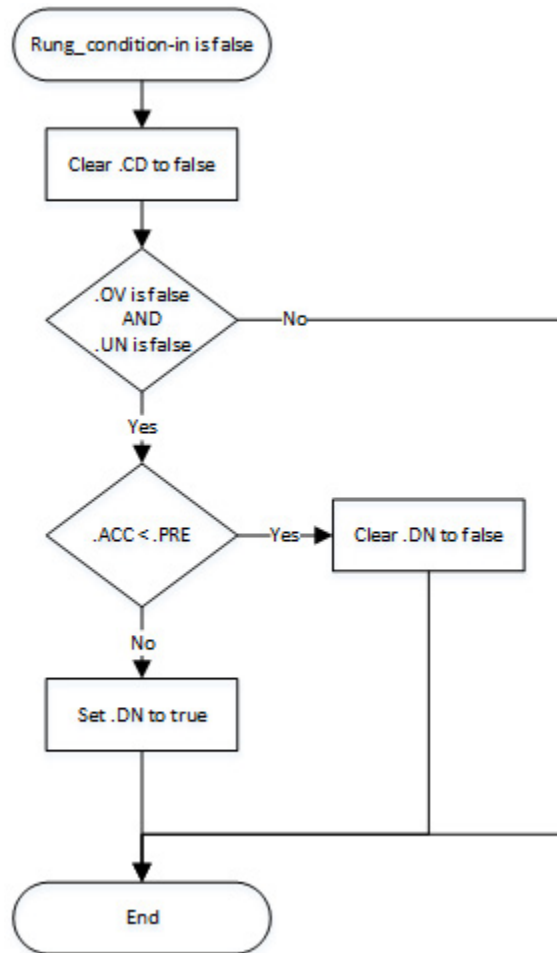 Rung_condition-in is false
Clear .CD to false
.OV is false
AND
.UN is false
No
Yes
.ACC < .PRE
Yes
Clear .DN to false
No
Set .DN to true
End